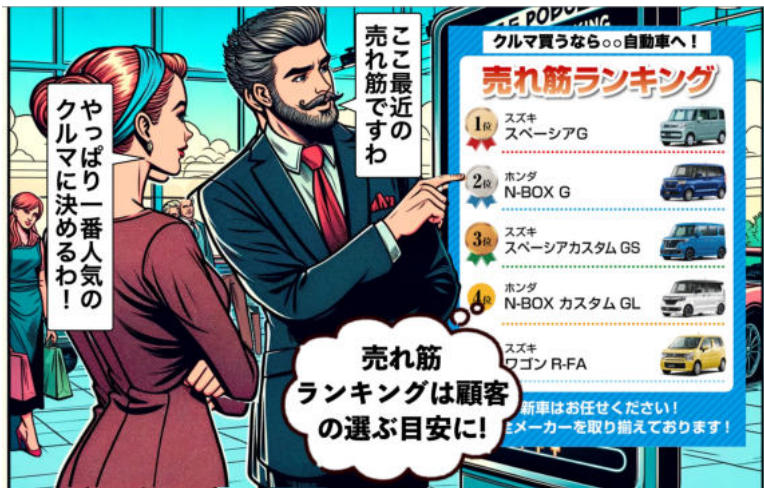 POPU
KING
クルマ買うなら○○自動車へ！
売れ筋ランキング
1位
スズキ
スペーシアG
2位
ホンダ
N-BOX G
3位
スズキ
スペーシアカスタム GS
4位
ホンダ
N-BOX カスタム GL
スズキ
ワゴン R-FA
新車はお任せください！
メーカーを取り揃えております！
ここ最近の
売れ筋ですわ
やっぱり一番人気の
クルマに決めるわ！
売れ筋
ランキングは顧客
の選ぶ目安に!